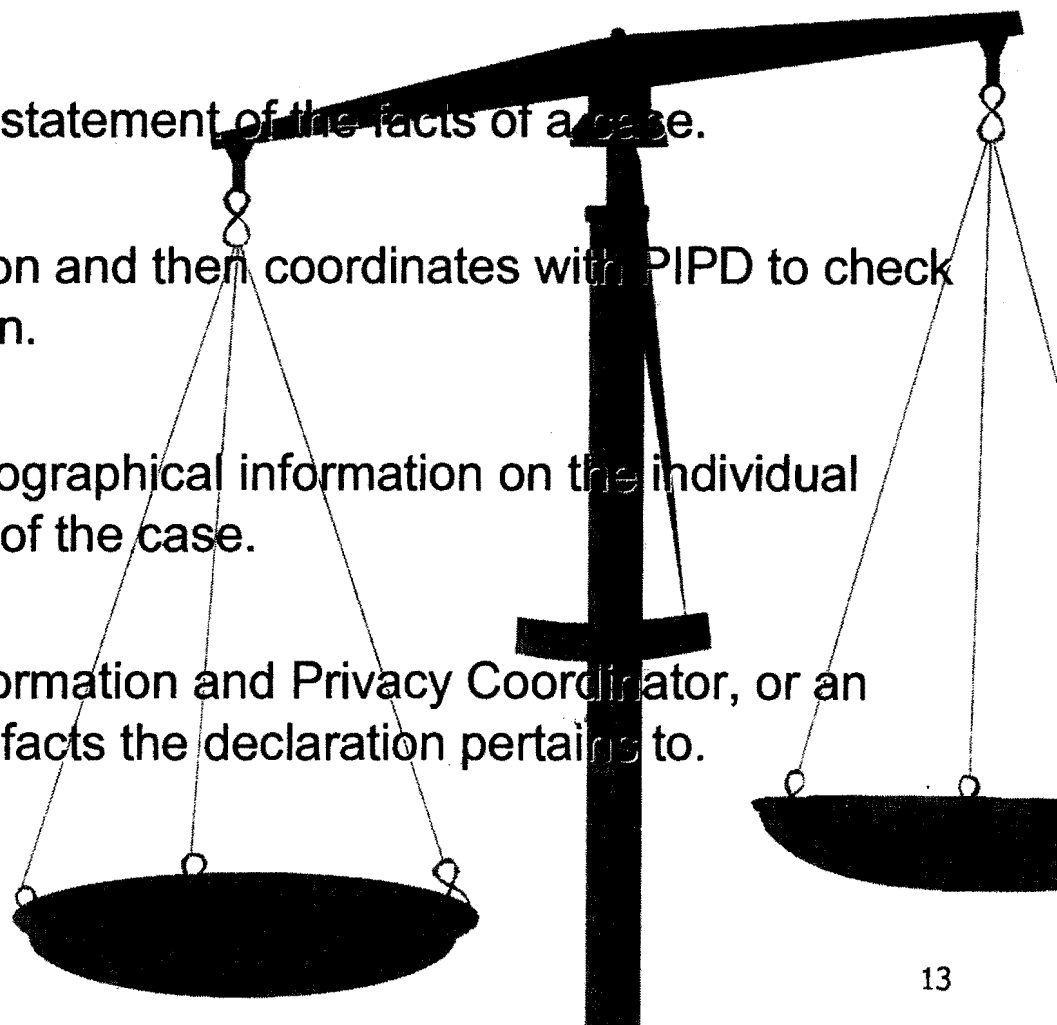 statement of the facts of a case.
on and then coordinates with PIPD to check
n.
ographical information on the individual
of the case.
ormation and Privacy Coordinator, or an
facts the declaration pertains to.
13